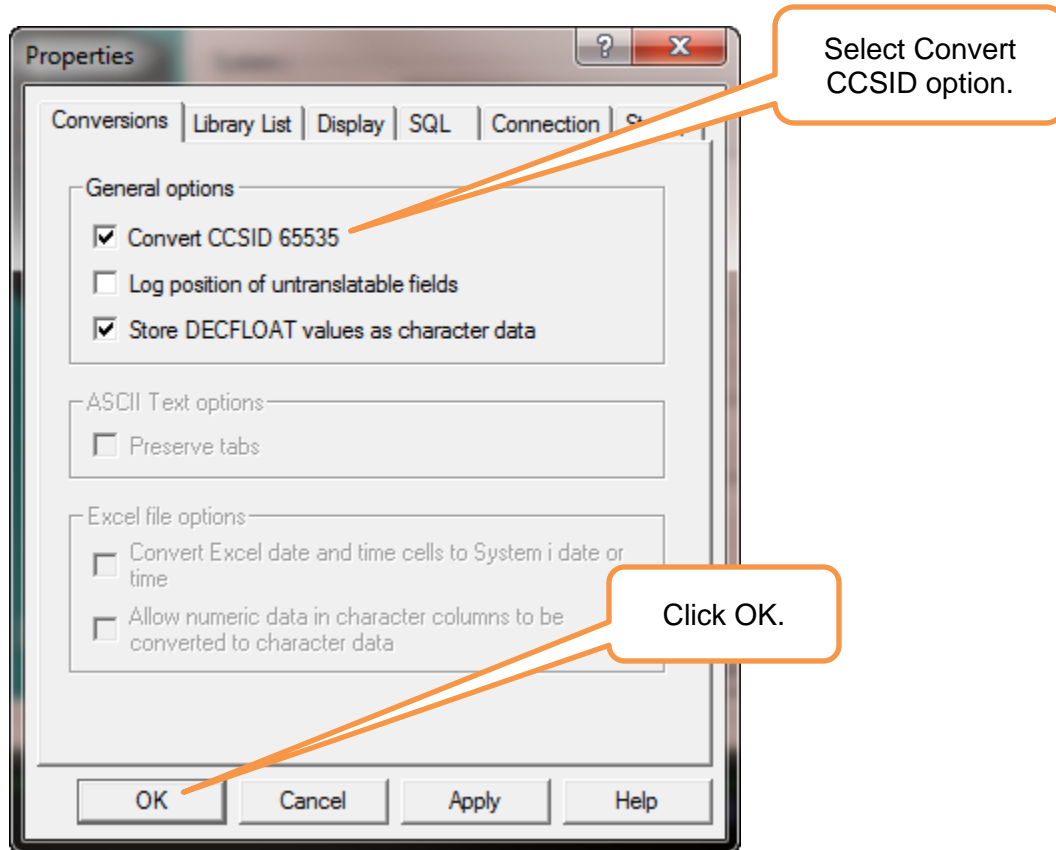 Select Convert
CCSID option.
Properties
Conversions Library List Display SQL Connection
General options
Convert CCSID 65535
Log position of untranslatable fields
Store DECFLOAT values as character data
ASCII Text options
Preserve tabs
Excel file options
Convert Excel date and time cells to System i date or
time
Allow numeric data in character columns to be
converted to character data
Click OK.
OK Cancel Apply Help